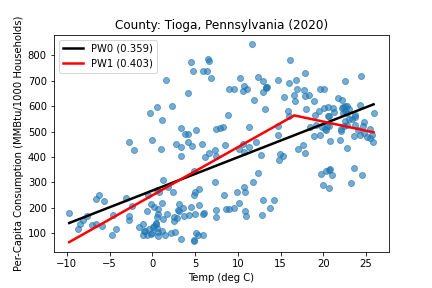 County: Tioga, Pennsylvania (2020)
PW0 (0.359)
PW1 (0.403)
Per-Capita Consumption (MMBtu/1000 Households)
800
700
600
500
400
300
200
100
−10 −5 0 5 10 15 20 25
Temp (deg C)